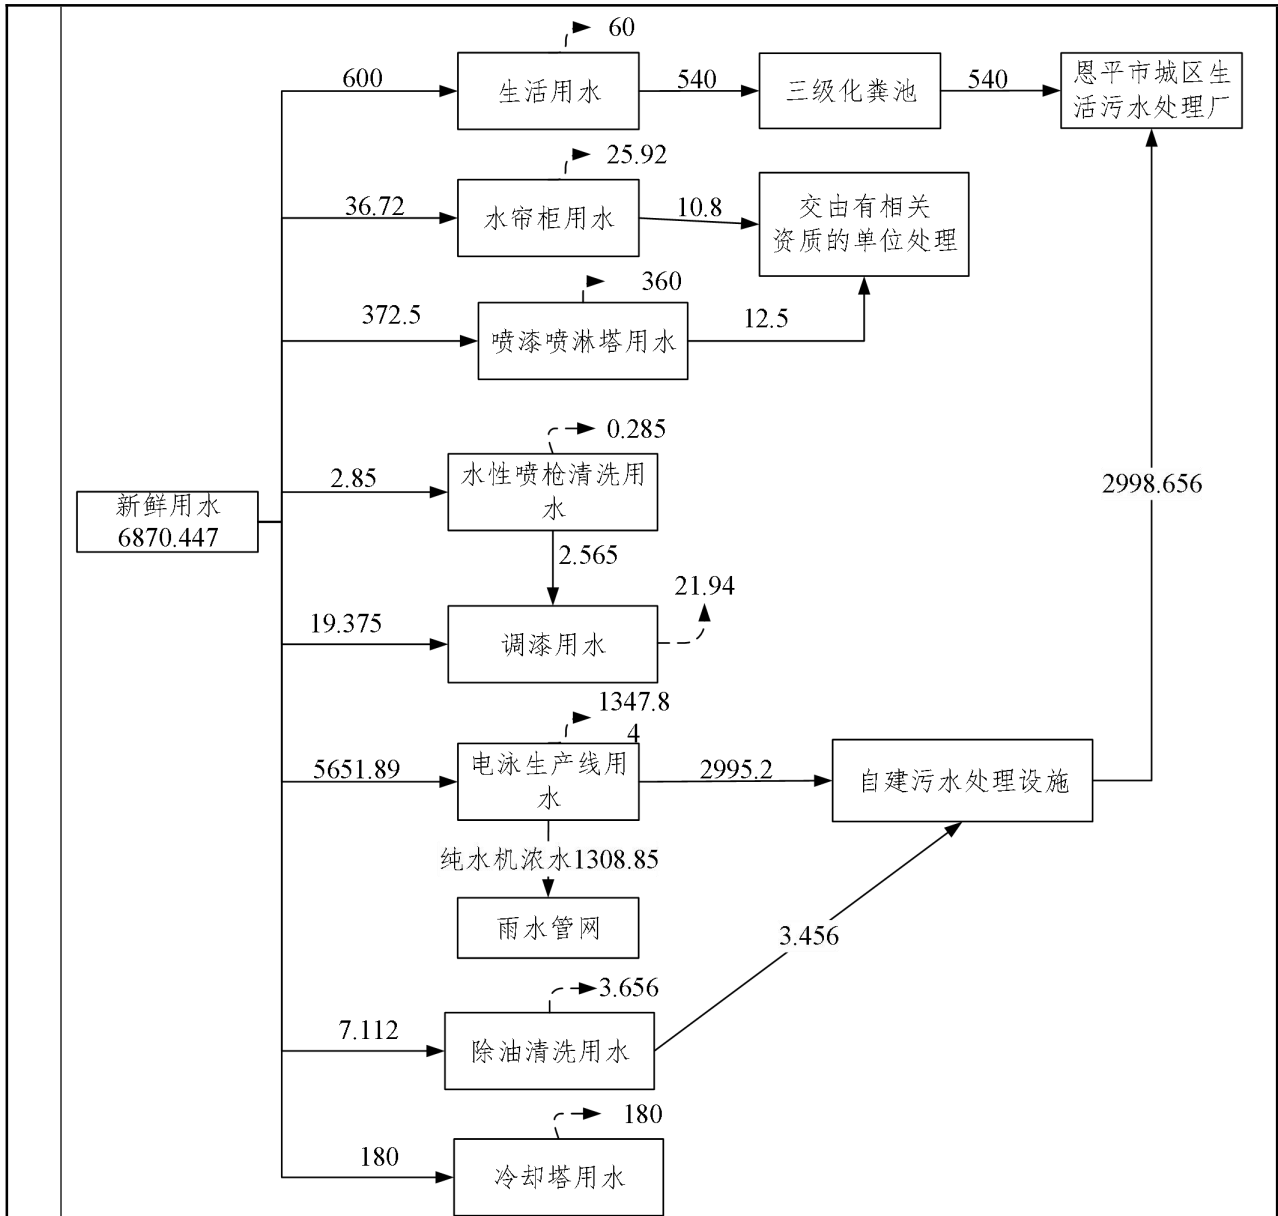 60
600
生活用水
540
三级化粪池
540
恩平市城区生
活污水处理厂
25.92
36.72
水帘柜用水
10.8
交由有相关
资质的单位处理
360
372.5
喷漆喷淋塔用水
12.5
0.285
2.85
水性喷枪清洗用
水
2998.656
新鲜用水
6870.447
2.565
21.94
19.375
调漆用水
1347.8
4
5651.89
电泳生产线用
水
2995.2
自建污水处理设施
纯水机浓水1308.85
雨水管网
3.456
3.656
7.112
除油清洗用水
180
180
冷却塔用水